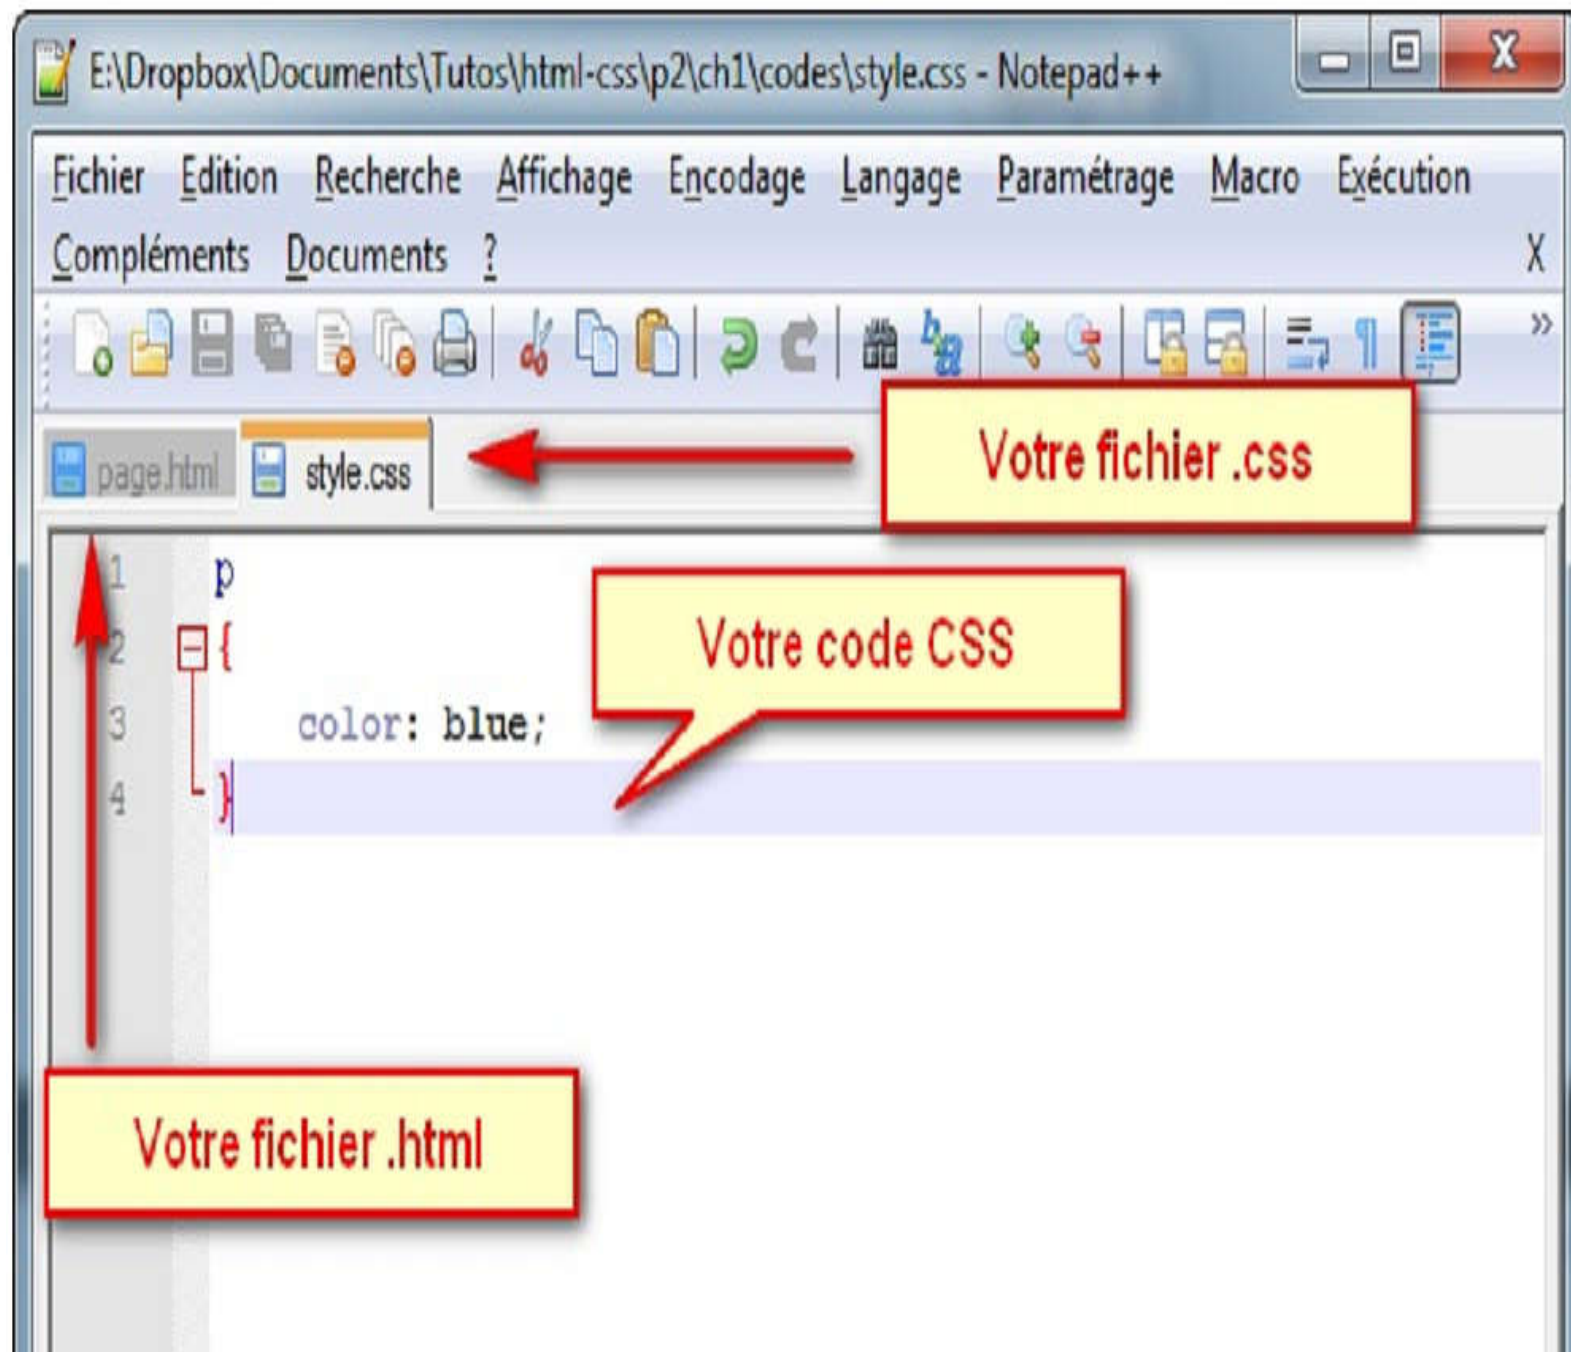 E:\Dropbox\Documents\Tutos\html-css\p2\ch1\codes\style.css - Notepad++
Fichier Edition Recherche Affichage Encodage Langage Paramétrage Macro Exécution
Compléments Documents ? X
page.html style.css
Votre fichier .css
1 p
2 {
Votre code CSS
3 color: blue;
4 }
Votre fichier .html